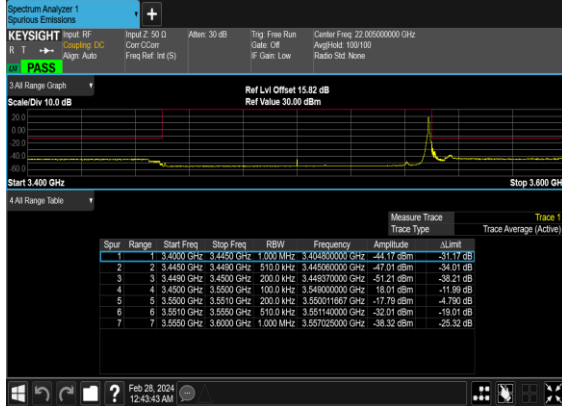 Spectrum Analyzer 1
Spurious Emissions
KEYSIGHT Input: RF Input Z: 50 Ω Atten: 30 dB Trig: Free Run Center Freq: 22.005000000 GHz
R T Coupling: DC Corr CCorr Gate: Off Avg|Hold: 100/100
Align: Auto Freq Ref: Int (S) IF Gain: Low Radio Std: None
PASS
3 All Range Graph Ref Lvl Offset 15.82 dB
Scale/Div 10.0 dB Ref Value 30.00 dBm
20.0
0.00
-20.0
-40.0
-60.0
Start 3.400 GHz Stop 3.600 GH
4 All Range Table
Measure Trace Trace 1
Trace Type Trace Average (Active)
Spur Range Start Freq Stop Freq RBW Frequency Amplitude ΔLimit
1 1 3.4000 GHz 3.4450 GHz 1.000 MHz 3.404800000 GHz -44.17 dBm -31.17 dB
2 2 3.4450 GHz 3.4490 GHz 510.0 kHz 3.445060000 GHz -47.01 dBm -34.01 dB
3 3 3.4490 GHz 3.4500 GHz 200.0 kHz 3.449370000 GHz -51.21 dBm -38.21 dB
4 4 3.4500 GHz 3.5500 GHz 100.0 kHz 3.549000000 GHz 18.01 dBm -11.99 dB
5 5 3.5500 GHz 3.5510 GHz 200.0 kHz 3.550011667 GHz -17.79 dBm -4.790 dB
6 6 3.5510 GHz 3.5550 GHz 510.0 kHz 3.551140000 GHz -32.01 dBm -19.01 dB
7 7 3.5550 GHz 3.6000 GHz 1.000 MHz 3.557025000 GHz -38.32 dBm -25.32 dB
Feb 28, 2024
12:43:43 AM